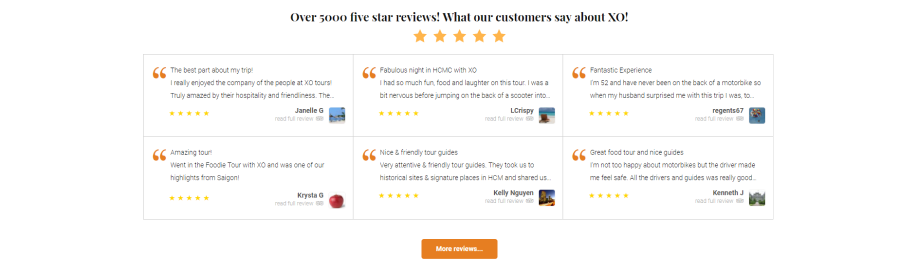 Over 5000 five star reviews! What our customers say about XO!
The best part about my trip!
I really enjoyed the company of the people at XO tours!
Truly amazed by their hospitality and friendliness. The...
Janelle G
read full review
Fabulous night in HCMC with XO
I had so much fun, food and laughter on this tour. I was a
bit nervous before jumping on the back of a scooter into...
LCrispy
read full review
Fantastic Experience
I'm 52 and have never been on the back of a motorbike so
when my husband surprised me with this trip I was, to...
regents67
read full review
Amazing tour!
Went in the Foodie Tour with XO and was one of our
highlights from Saigon!
Krysta G
read full review
Nice & friendly tour guides
Very attentive & friendly tour guides. They took us to
historical sites & signature places in HCM and shared us...
Kelly Nguyen
read full review
Great food tour and nice guides
I'm not too happy about motorbikes but the driver made
me feel safe. All the drivers and guides was really good...
Kenneth J
read full review
More reviews...